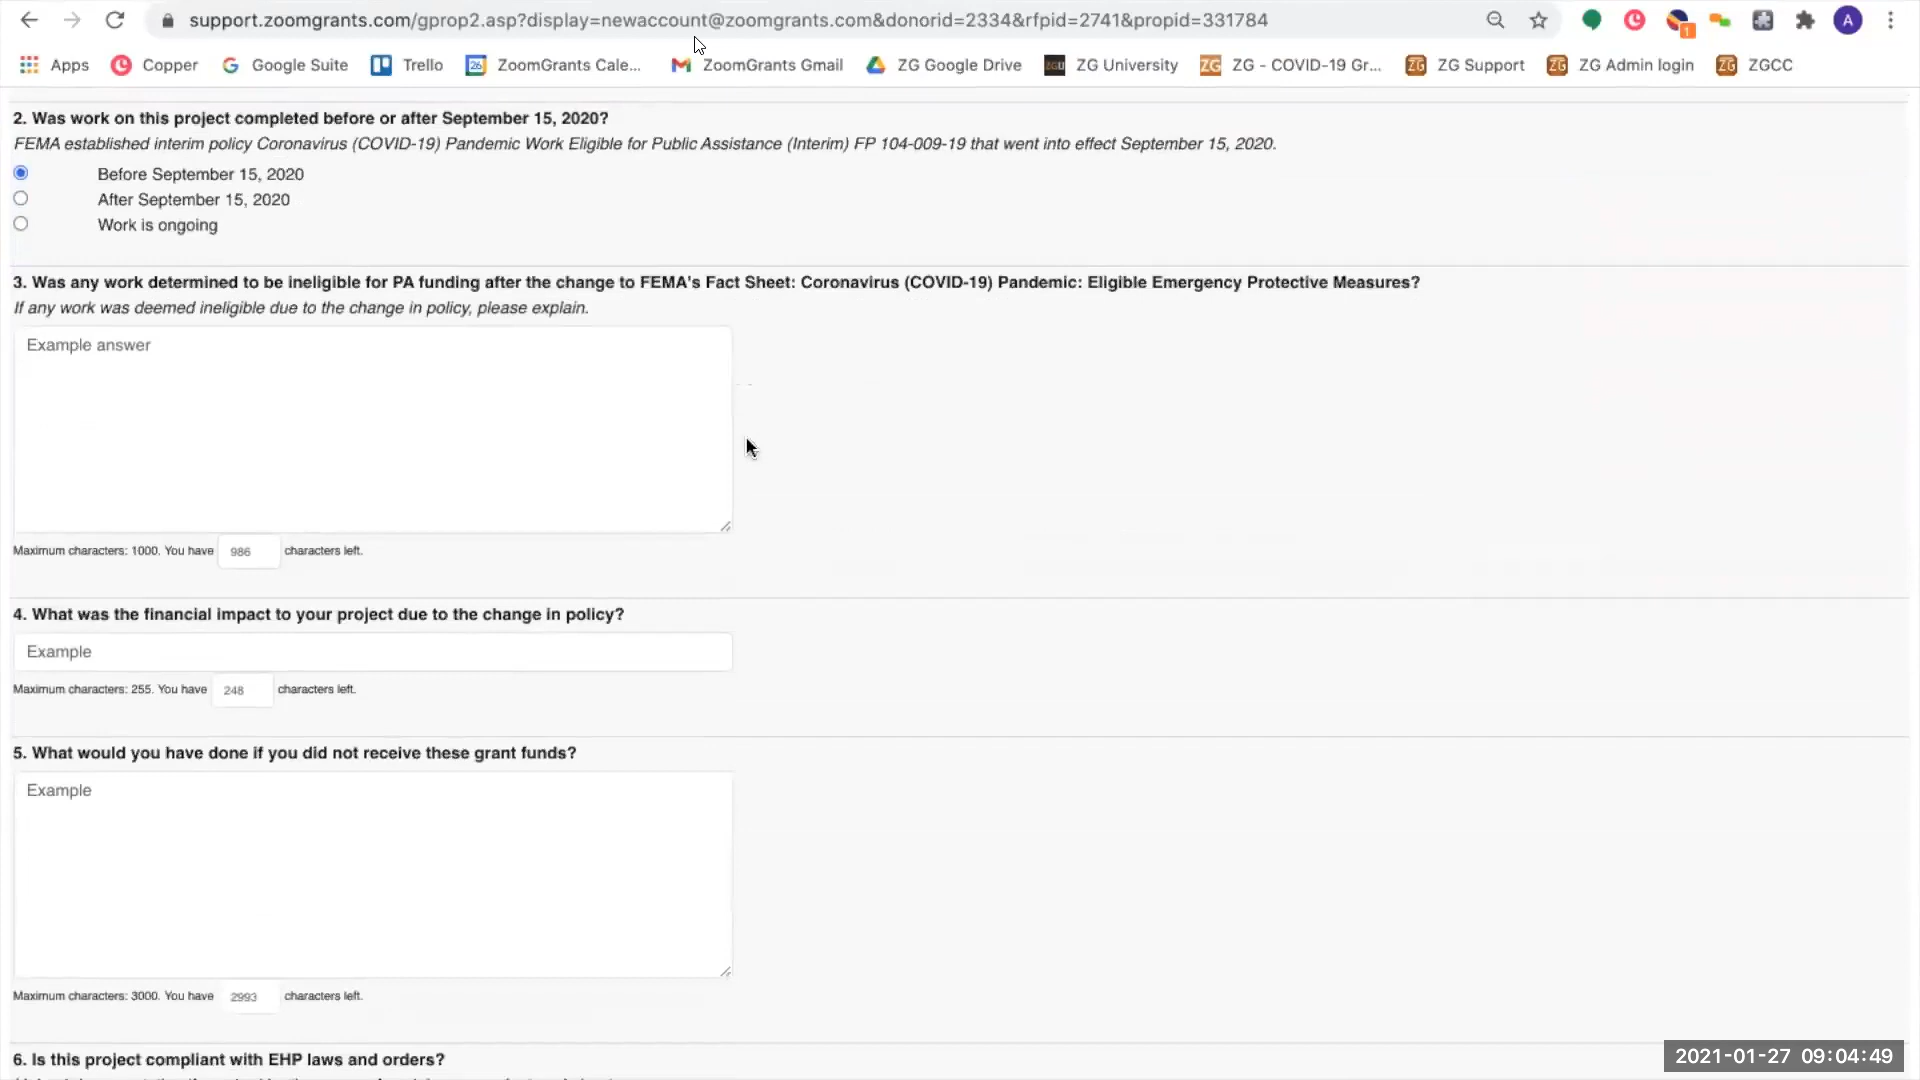 support.zoomgrants.com/gprop2.asp?display=newaccount@zoomgrants.com&donorid=2334&rfpid=2741&propid=331784
1
A
Apps
Copper
Google Suite
Trello
26
ZoomGrants Cale...
ZoomGrants Gmail
ZG Google Drive
ZGU
ZG University
ZG
ZG - COVID-19 Gr...
ZG
ZG Support
ZG
ZG Admin login
ZG
ZGCC
2. Was work on this project completed before or after September 15, 2020?
FEMA established interim policy Coronavirus (COVID-19) Pandemic Work Eligible for Public Assistance (Interim) FP 104-009-19 that went into effect September 15, 2020.
Before September 15, 2020
After September 15, 2020
Work is ongoing
3. Was any work determined to be ineligible for PA funding after the change to FEMA's Fact Sheet: Coronavirus (COVID-19) Pandemic: Eligible Emergency Protective Measures?
If any work was deemed ineligible due to the change in policy, please explain.
Example answer
Maximum characters: 1000. You have 986 characters left.
4. What was the financial impact to your project due to the change in policy?
Example
Maximum characters: 255. You have 248 characters left.
5. What would you have done if you did not receive these grant funds?
Example
Maximum characters: 3000. You have 2993 characters left.
6. Is this project compliant with EHP laws and orders?
2021-01-27 09:04:49